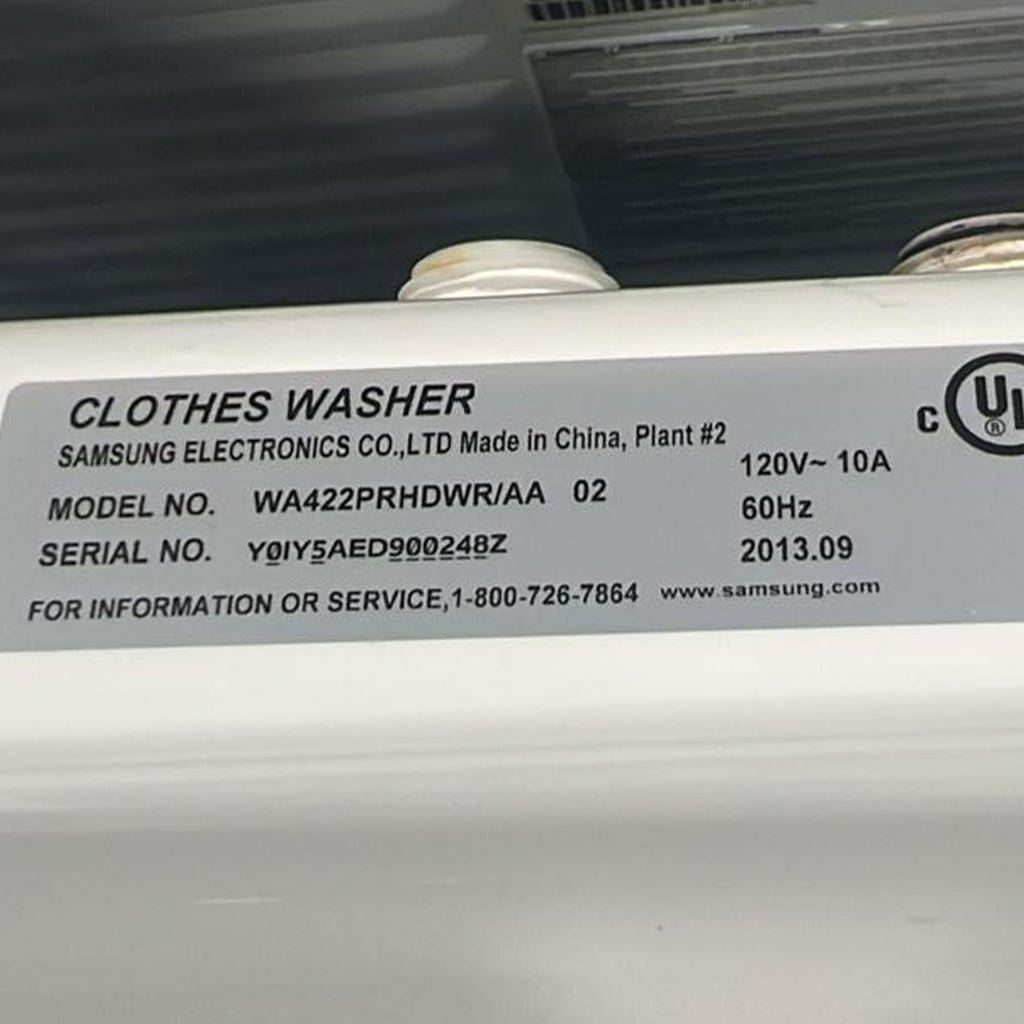 CLOTHES WASHER
SAMSUNG ELECTRONICS CO.,LTD Made in China, Plant #2
MODEL NO. WA422PRHDWR/AA 02
SERIAL NO. Y0IY5AED900248Z
120V~ 10A
60Hz
2013.09
FOR INFORMATION OR SERVICE,1-800-726-7864 www.samsung.com
C UL ®